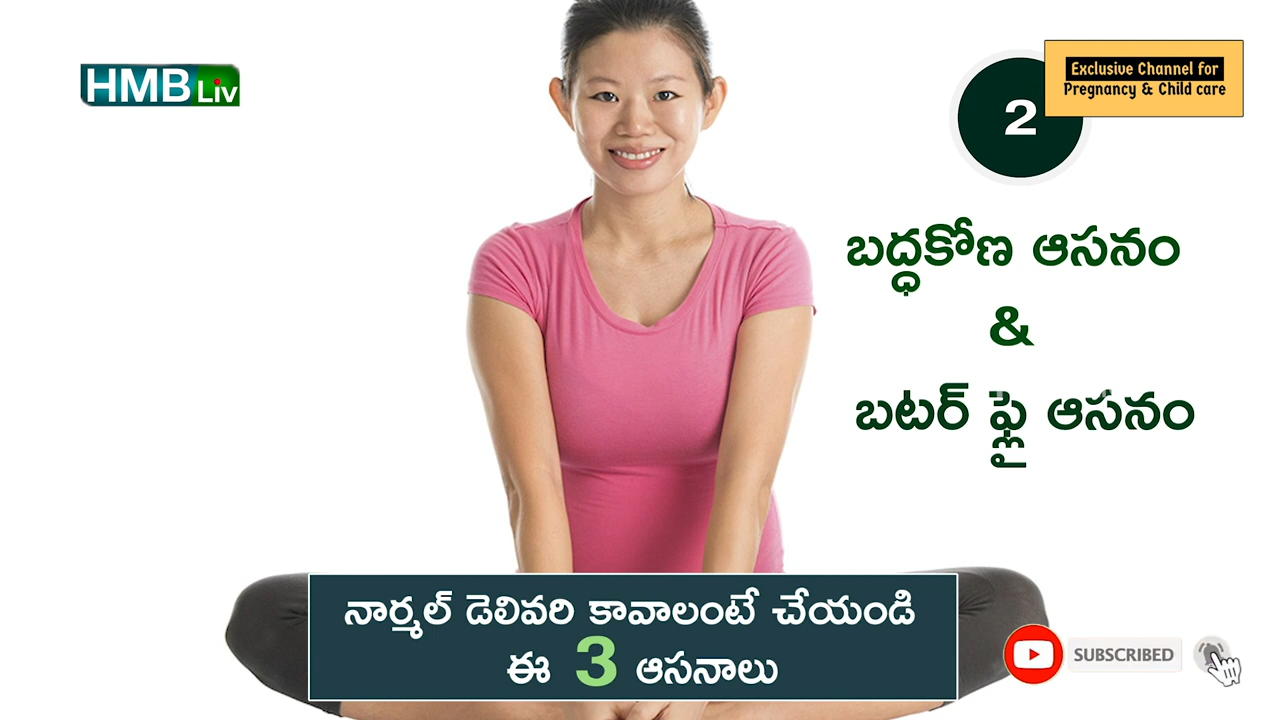 HMB Liv
Exclusive Channel for
Pregnancy & Child care
2
బద్ధకోణ ఆసనం
&
బటర్ ఫ్లై ఆసనం
నార్మల్ డెలివరి కావాలంటే చేయండి
ఈ 3 ఆసనాలు
SUBSCRIBED